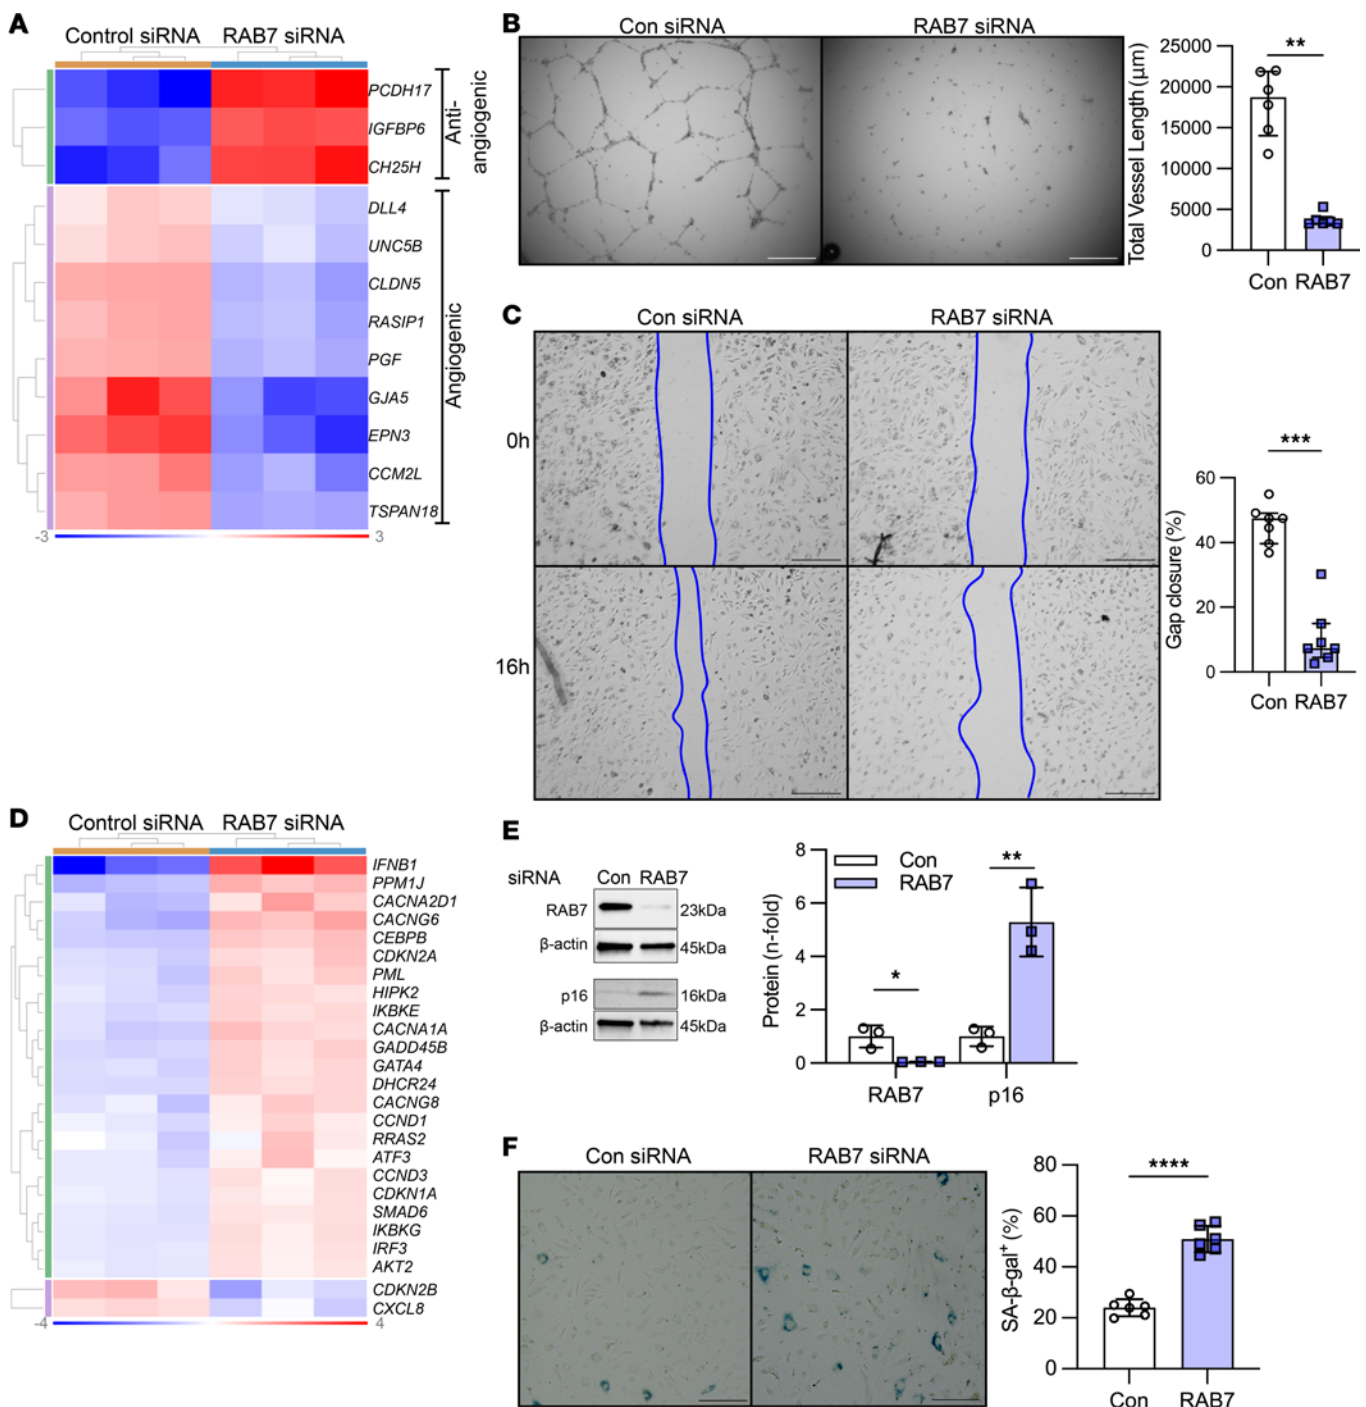 A
Control siRNA RAB7 siRNA
PCDH17
IGFBP6
CH25H
Anti-
angiogenic
DLL4
UNC5B
CLDN5
RASIP1
PGF
GJA5
EPN3
CCM2L
TSPAN18
Angiogenic
-3 3
B
Con siRNA RAB7 siRNA
Total Vessel Length (μm)
25000
20000
15000
10000
5000
0
**
Con RAB7
C
Con siRNA RAB7 siRNA
0h
16h
Gap closure (%)
60
40
20
0
***
Con RAB7
D
Control siRNA RAB7 siRNA
IFNB1
PPM1J
CACNA2D1
CACNG6
CEBPB
CDKN2A
PML
HIPK2
IKBKE
CACNA1A
GADD45B
GATA4
DHCR24
CACNG8
CCND1
RRAS2
ATF3
CCND3
CDKN1A
SMAD6
IKBKG
IRF3
AKT2
CDKN2B
CXCL8
-4 4
E
siRNA Con RAB7
RAB7 23kDa
β-actin 45kDa
p16 16kDa
β-actin 45kDa
Protein (n-fold)
8
6
4
2
0
Con
RAB7
*
**
RAB7 p16
F
Con siRNA RAB7 siRNA
SA-β-gal+ (%)
80
60
40
20
0
****
Con RAB7